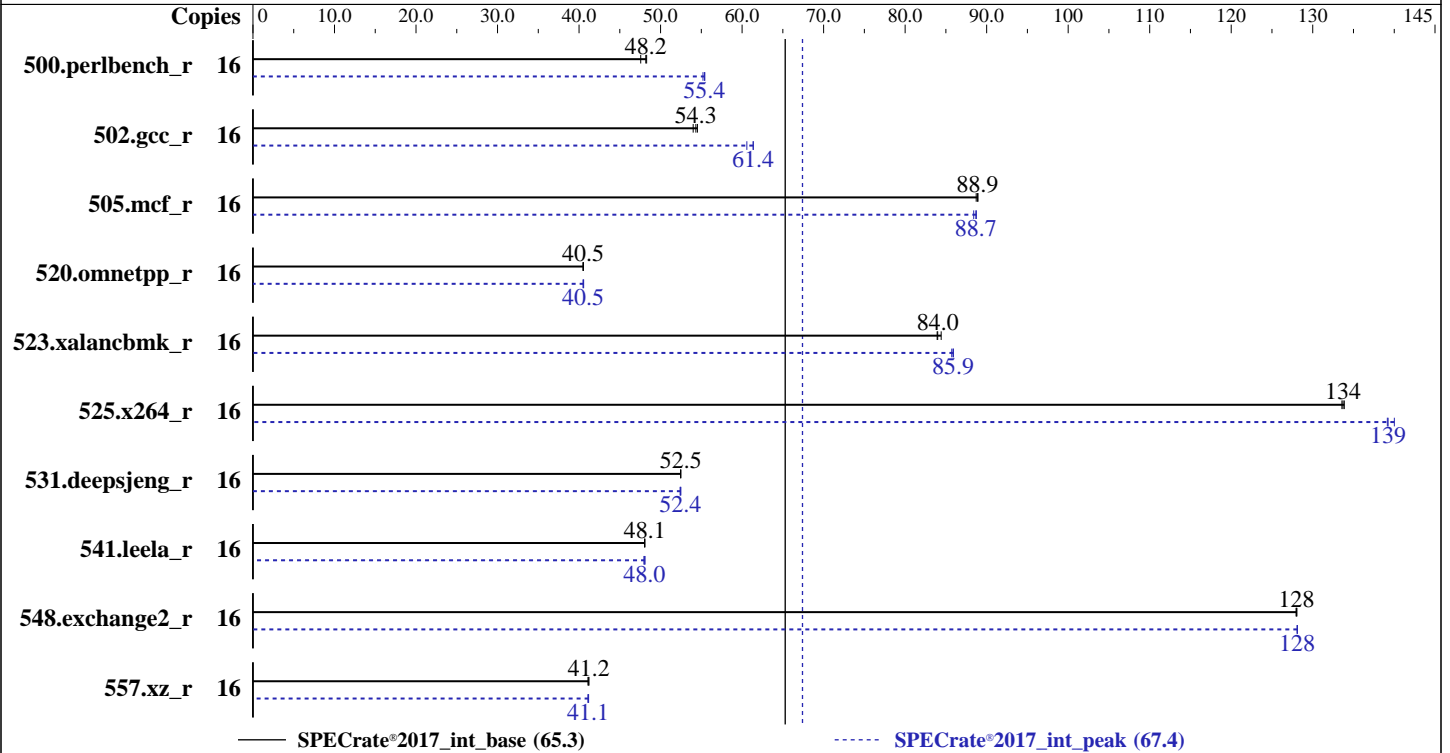 Copies 0 10.0 20.0 30.0 40.0 50.0 60.0 70.0 80.0 90.0 100 110 120 130 145
48.2
500.perlbench_r 16
55.4
54.3
502.gcc_r 16
61.4
88.9
505.mcf_r 16
88.7
40.5
520.omnetpp_r 16
40.5
84.0
523.xalancbmk_r 16
85.9
134
525.x264_r 16
139
52.5
531.deepsjeng_r 16
52.4
48.1
541.leela_r 16
48.0
128
548.exchange2_r 16
128
41.2
557.xz_r 16
41.1
SPECrate®2017_int_base (65.3) SPECrate®2017_int_peak (67.4)